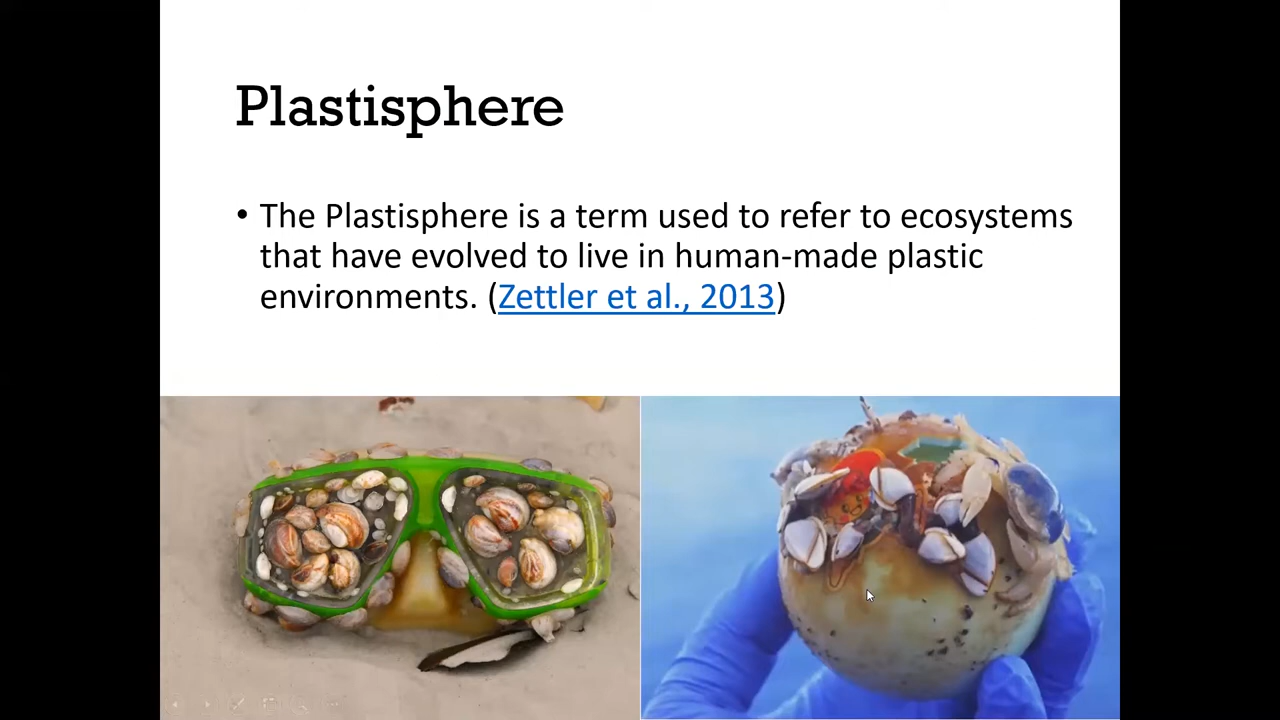 Plastisphere
• The Plastisphere is a term used to refer to ecosystems
that have evolved to live in human-made plastic
environments. (Zettler et al., 2013)